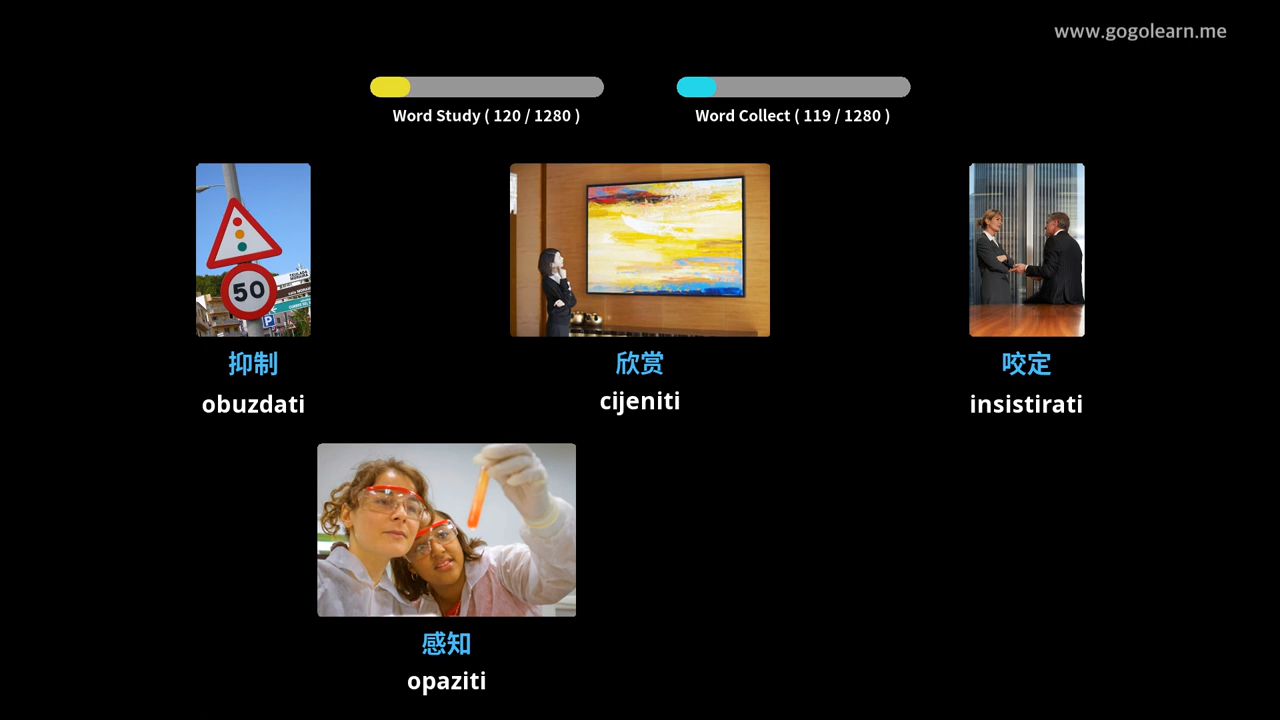 www.gogolearn.me
Word Study ( 120 / 1280 )
Word Collect ( 119 / 1280 )
50
P
抑制
欣赏
咬定
obuzdati
cijeniti
insistirati
感知
opaziti